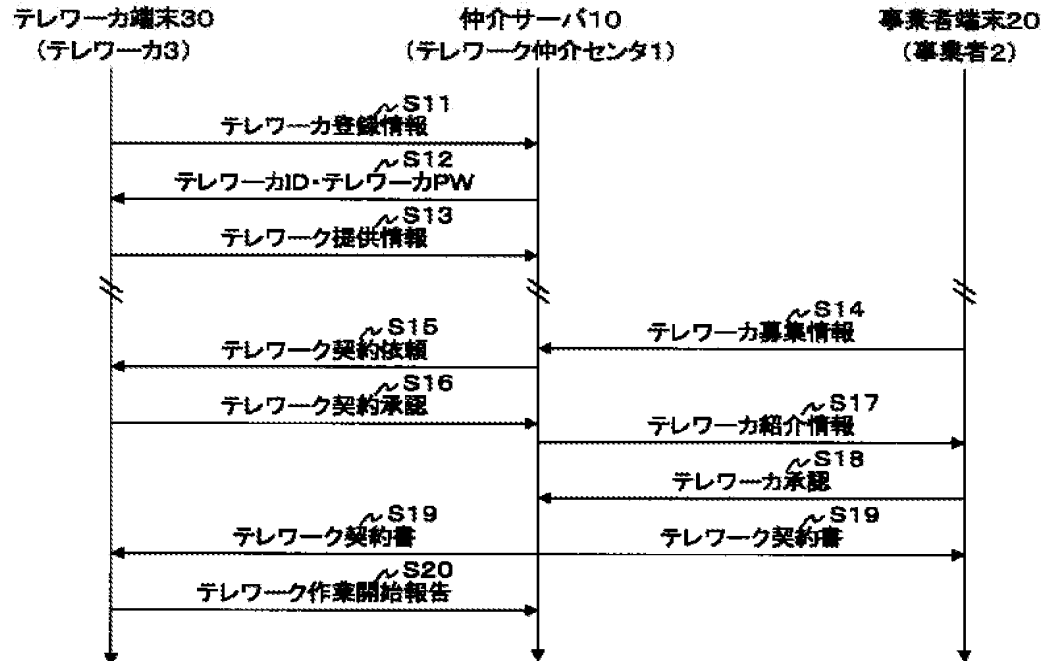 テレワーカ端末30
(テレワーカ3)
仲介サーバ10
(テレワーク仲介センタ1)
事業者端末20
(事業者2)
S11
テレワーカ登録情報
S12
テレワーカID・テレワーカPW
S13
テレワーク提供情報
S14
テレワーカ募集情報
S15
テレワーク契約依頼
S16
テレワーク契約承認
S17
テレワーカ紹介情報
S18
テレワーカ承認
S19
テレワーク契約書
S19
テレワーク契約書
S20
テレワーク作業開始報告